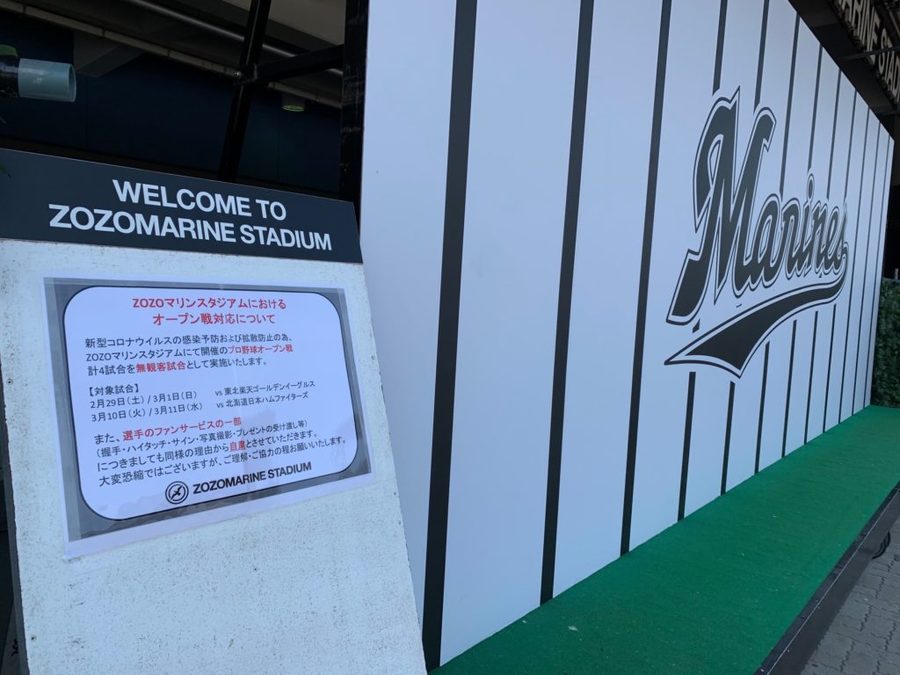 WELCOME TO
ZOZOMARINE STADIUM
ZOZOマリンスタジアムにおける
オープン戦対応について
新型コロナウイルスの感染予防および拡散防止の為、
ZOZOマリンスタジアムにて開催のプロ野球オープン戦
計4試合を無観客試合として実施いたします。
【対象試合】
2月29日(土) / 3月1日(日) vs 東北楽天ゴールデンイーグルス
3月10日(火) / 3月11日(水) vs 北海道日本ハムファイターズ
また、選手のファンサービスの一部
(握手・ハイタッチ・サイン・写真撮影・プレゼントの受け渡し等)
につきましても同様の理由から自粛とさせていただきます。
大変恐縮ではございますが、ご理解・ご協力の程お願いいたします。
ZOZOMARINE STADIUM
Marines